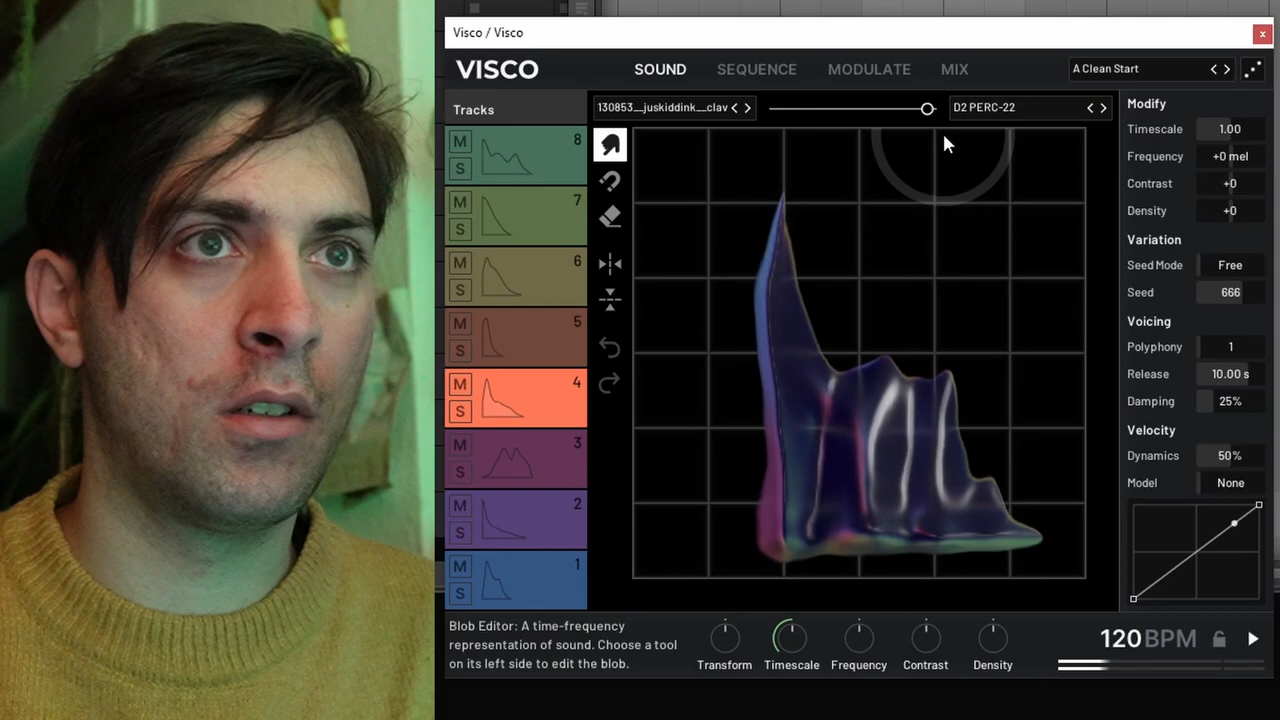 Visco / Visco
x
VISCO
SOUND
SEQUENCE
MODULATE
MIX
A Clean Start
Tracks
130853__juskiddink__clav
D2 PERC-22
M
S
8
M
S
7
M
S
6
M
S
5
M
S
4
M
S
3
M
S
2
M
S
1
Modify
Timescale 1.00
Frequency +0 mel
Contrast +0
Density +0
Variation
Seed Mode Free
Seed 666
Voicing
Polyphony 1
Release 10.00 s
Damping 25%
Velocity
Dynamics 50%
Model None
Blob Editor: A time-frequency
representation of sound. Choose a tool
on its left side to edit the blob.
Transform
Timescale
Frequency
Contrast
Density
120 BPM